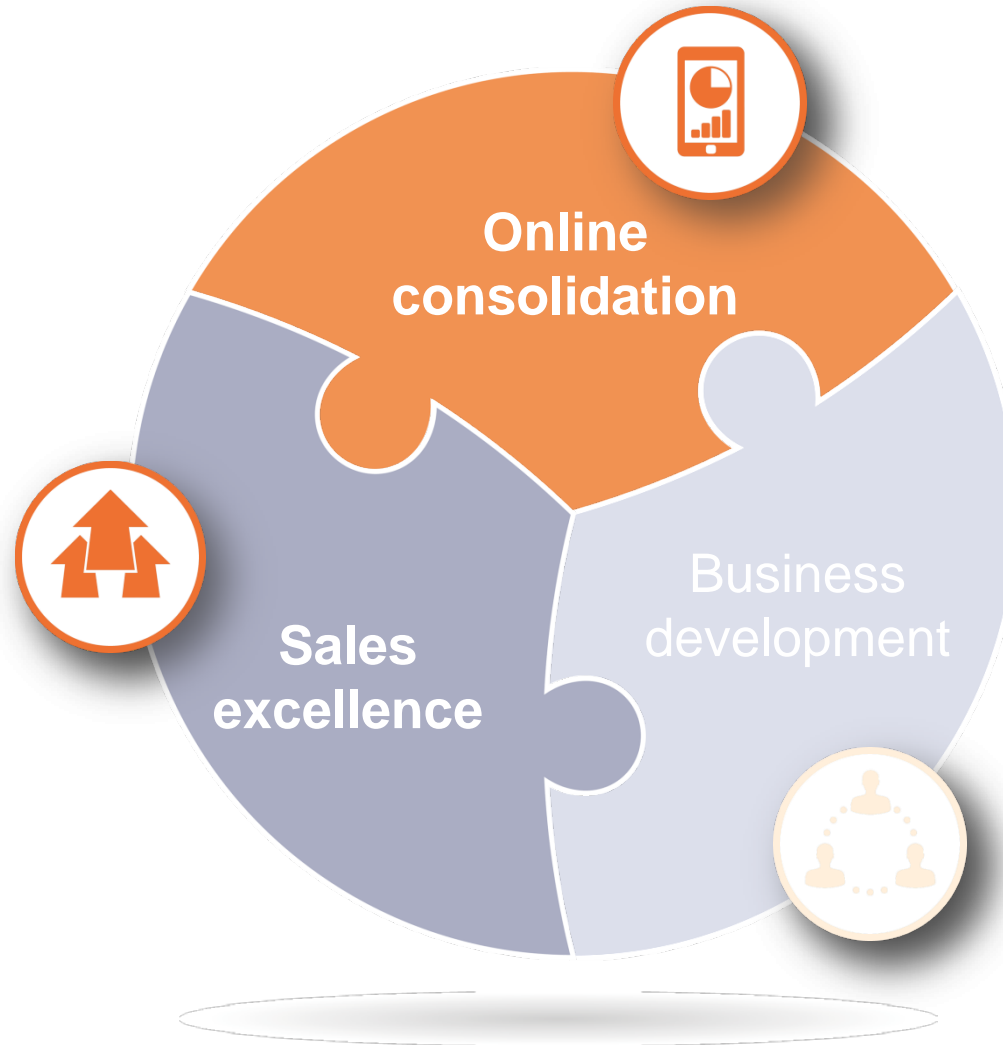 Online
consolidation
Business
development
Sales
excellence